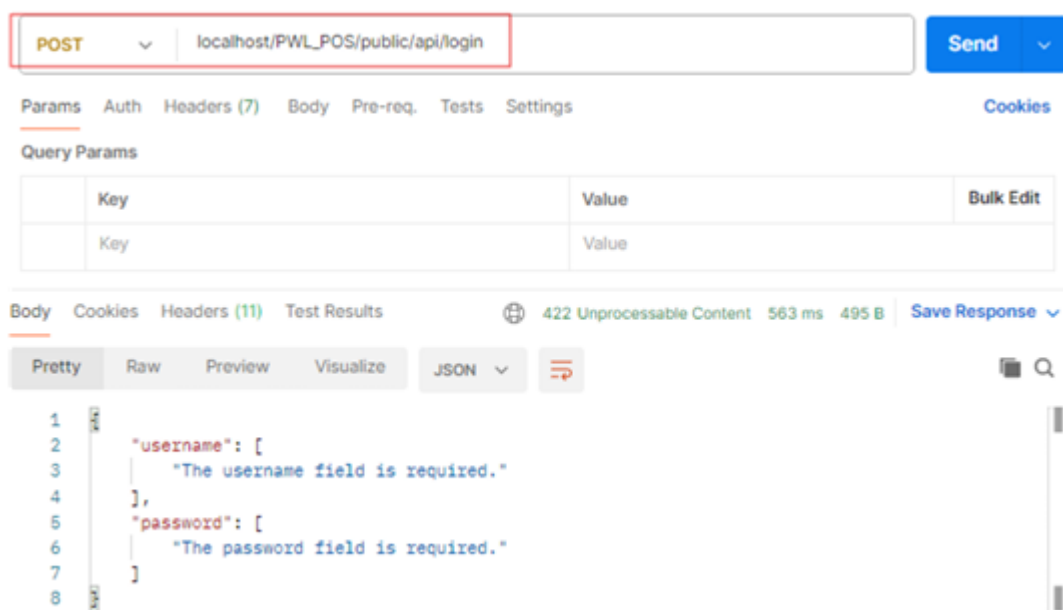 POST localhost/PWL_POS/public/api/login Send
Params Auth Headers (7) Body Pre-req. Tests Settings Cookies
Query Params
Key Value Bulk Edit
Key Value
Body Cookies Headers (11) Test Results 422 Unprocessable Content 563 ms 495 B Save Response
Pretty Raw Preview Visualize JSON
1 {
2 "username": [
3 "The username field is required."
4 ],
5 "password": [
6 "The password field is required."
7 ]
8 }